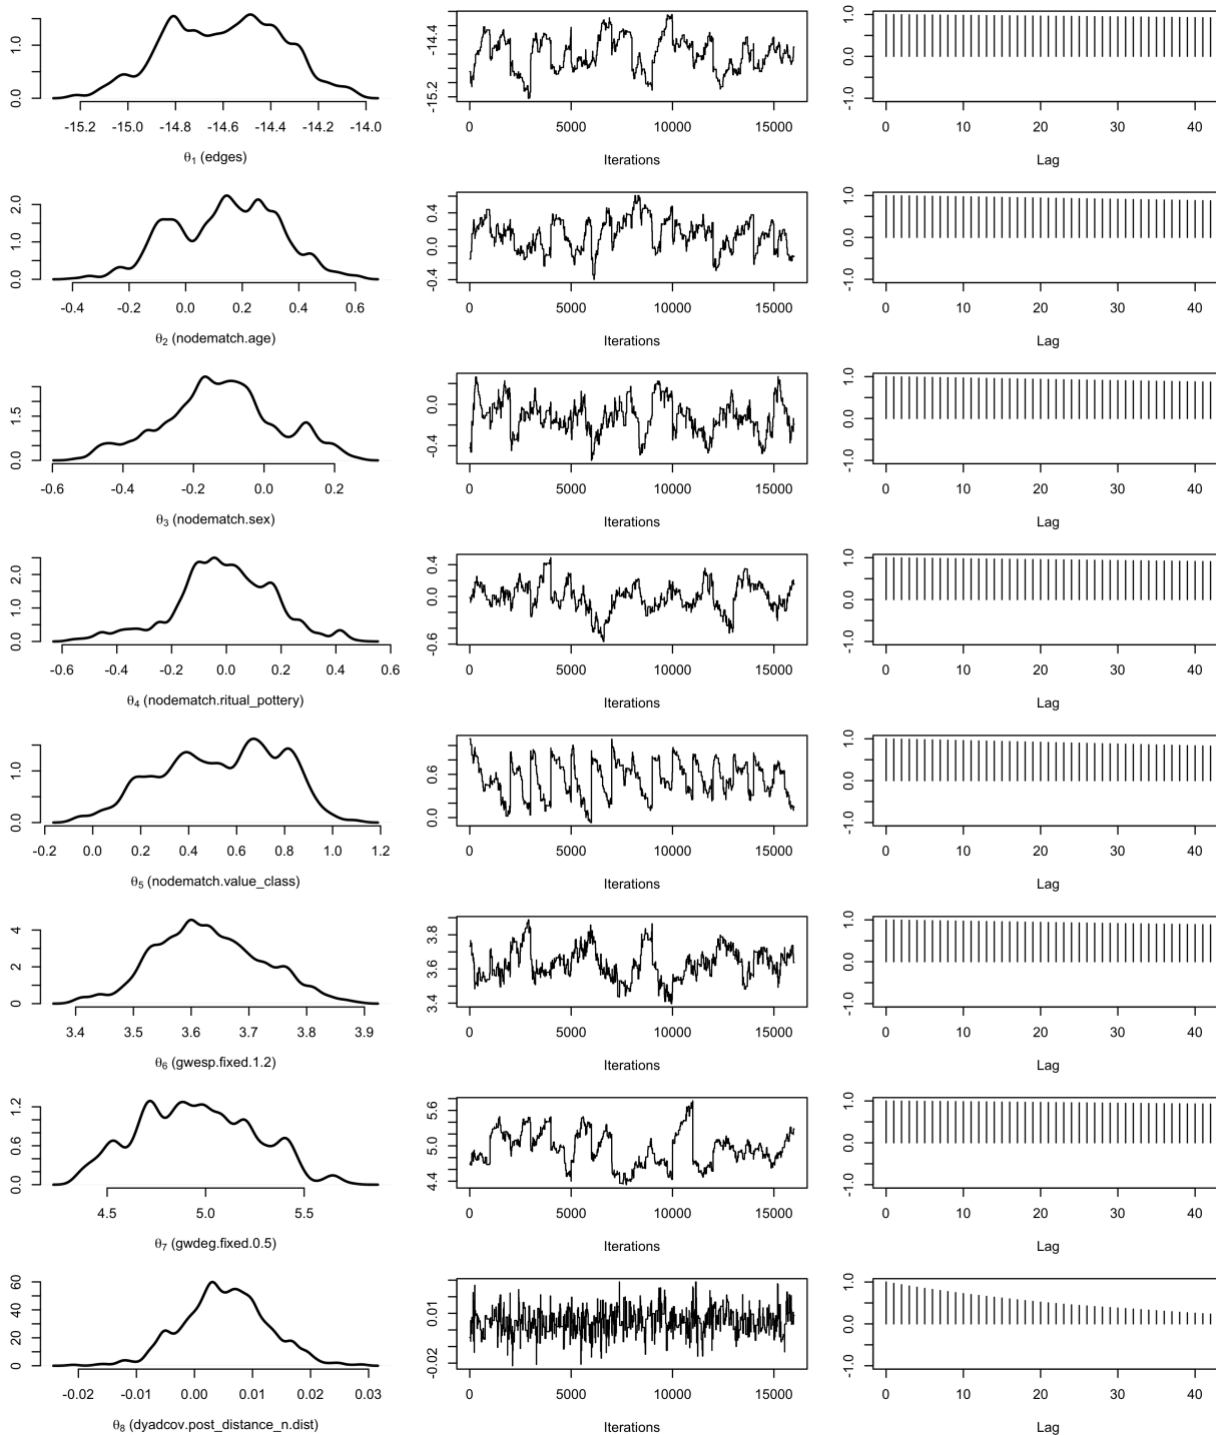 0.0 1.0
-15.2 -15.0 -14.8 -14.6 -14.4 -14.2 -14.0
θ1 (edges)
-15.2 -14.4
0 5000 10000 15000
Iterations
-1.0 0.0 1.0
0 10 20 30 40
Lag
0.0 1.0 2.0
-0.4 -0.2 0.0 0.2 0.4 0.6
θ2 (nodematch.age)
-0.4 0.0 0.4
0 5000 10000 15000
Iterations
-1.0 0.0 1.0
0 10 20 30 40
Lag
0.0 1.5
-0.6 -0.4 -0.2 0.0 0.2
θ3 (nodematch.sex)
-0.4 0.0
0 5000 10000 15000
Iterations
-1.0 0.0 1.0
0 10 20 30 40
Lag
0.0 1.0 2.0
-0.6 -0.4 -0.2 0.0 0.2 0.4 0.6
θ4 (nodematch.ritual_pottery)
-0.6 0.0 0.4
0 5000 10000 15000
Iterations
-1.0 0.0 1.0
0 10 20 30 40
Lag
0.0 1.0
-0.2 0.0 0.2 0.4 0.6 0.8 1.0 1.2
θ5 (nodematch.value_class)
0.0 0.6
0 5000 10000 15000
Iterations
-1.0 0.0 1.0
0 10 20 30 40
Lag
0 2 4
3.4 3.5 3.6 3.7 3.8 3.9
θ6 (gwesp.fixed.1.2)
3.4 3.6 3.8
0 5000 10000 15000
Iterations
-1.0 0.0 1.0
0 10 20 30 40
Lag
0.0 0.6 1.2
4.5 5.0 5.5
θ7 (gwdeg.fixed.0.5)
4.4 5.0 5.6
0 5000 10000 15000
Iterations
-1.0 0.0 1.0
0 10 20 30 40
Lag
0 20 40 60
-0.02 -0.01 0.00 0.01 0.02 0.03
θ8 (dyadcov.post_distance_n.dist)
-0.02 0.01
0 5000 10000 15000
Iterations
-1.0 0.0 1.0
0 10 20 30 40
Lag